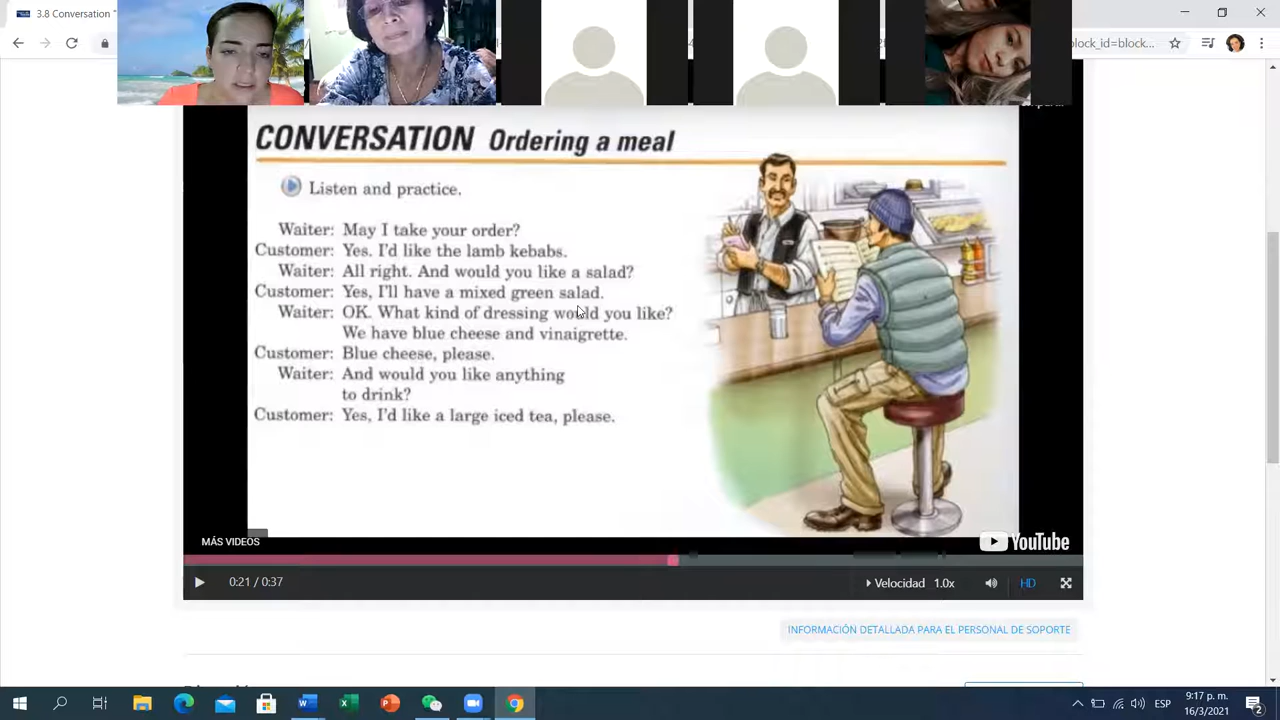 3.8 Conversation "
block_id=block...
CONVERSATION Ordering a meal
Listen and practice.
Waiter: May I take your order?
Customer: Yes. I'd like the lamb kebabs.
Waiter: All right. And would you like a salad?
Customer: Yes, I'll have a mixed green salad.
Waiter: OK. What kind of dressing would you like?
We have blue cheese and vinaigrette.
Customer: Blue cheese, please.
Waiter: And would you like anything
to drink?
Customer: Yes, I'd like a large iced tea, please.
MÁS VIDEOS
YouTube
0:21 / 0:37
Velocidad 1.0x
HD
INFORMACIÓN DETALLADA PARA EL PERSONAL DE SOPORTE
ESP
9:17 p. m.
16/3/2021
2